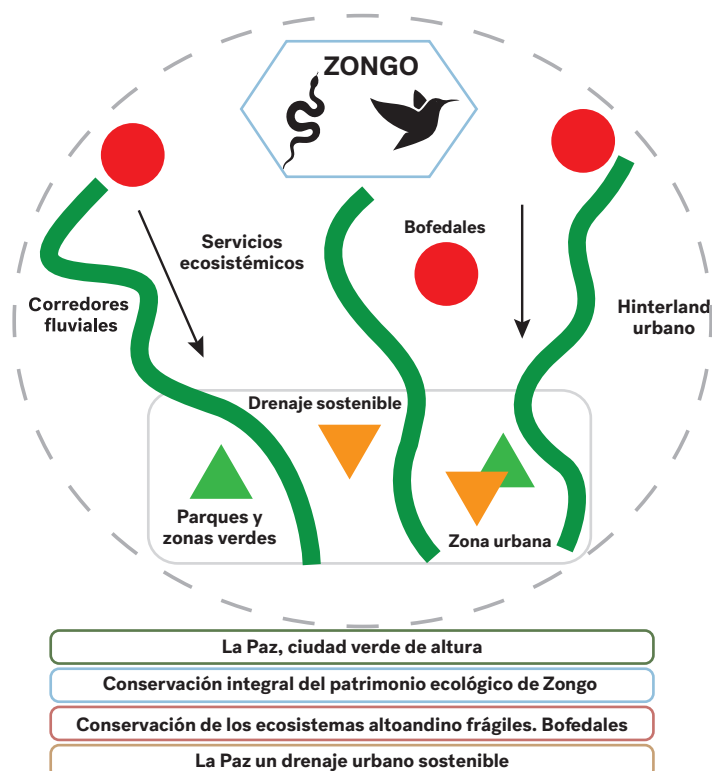 ZONGO
Servicios
ecosistémicos
Bofedales
Corredores
fluviales
Hinterland
urbano
Drenaje sostenible
Parques y
zonas verdes
Zona urbana
La Paz, ciudad verde de altura
Conservación integral del patrimonio ecológico de Zongo
Conservación de los ecosistemas altoandino frágiles. Bofedales
La Paz un drenaje urbano sostenible